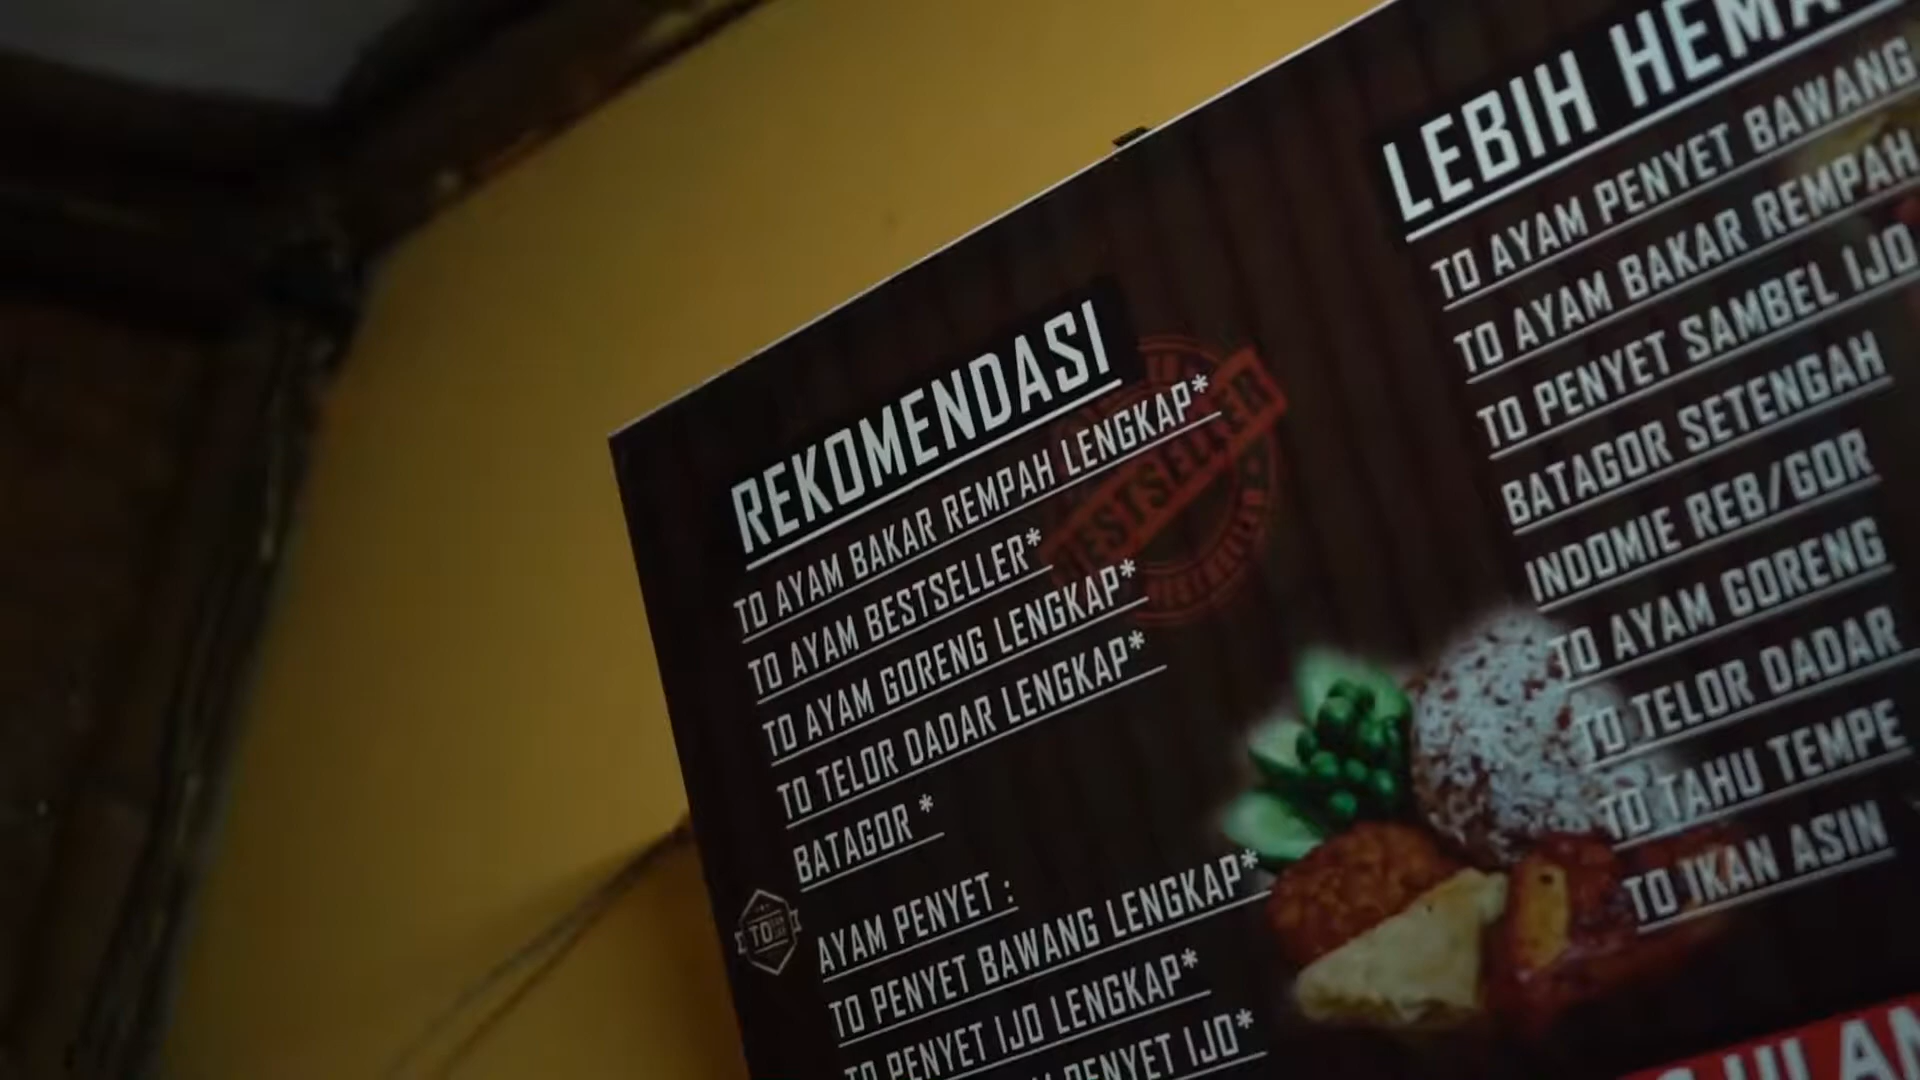 REKOMENDASI
TO AYAM BAKAR REMPAH LENGKAP*
TO AYAM BESTSELLER*
TO AYAM GORENG LENGKAP*
TO TELOR DADAR LENGKAP*
BATAGOR *
AYAM PENYET :
TO PENYET BAWANG LENGKAP*
TO PENYET IJO LENGKAP*
PENYET IJO*
BESTSELLER
TO
LEBIH
TO AYAM PENYET BAWANG
TO AYAM BAKAR REMPAH
TO PENYET SAMBEL IJO
BATAGOR SETENGAH
INDOMIE REB/GOR
TO AYAM GORENG
TO TELOR DADAR
TO TAHU TEMPE
TO IKAN ASIN